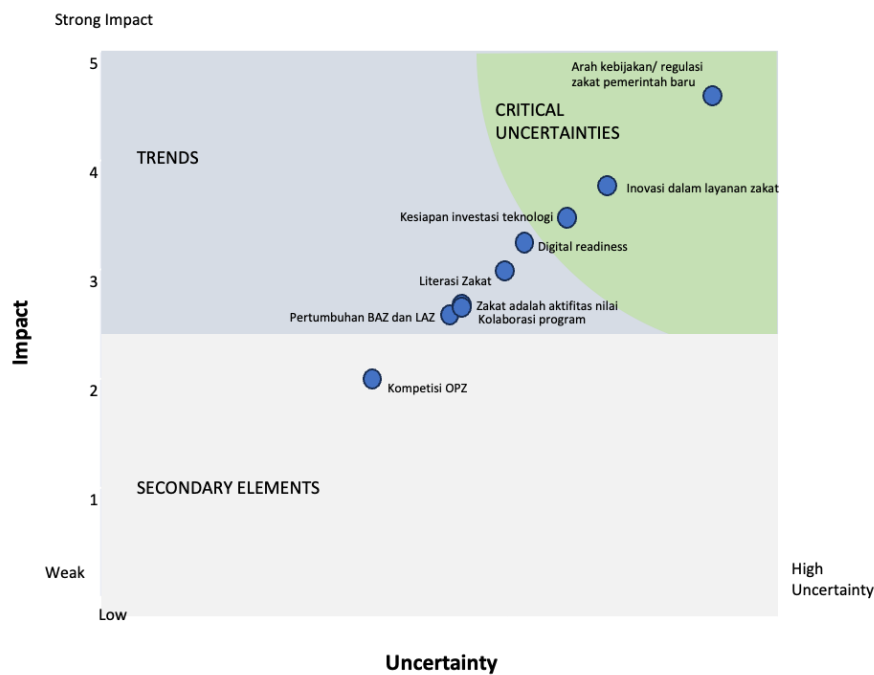 Strong Impact
5
Arah kebijakan/ regulasi
zakat pemerintah baru
CRITICAL
UNCERTAINTIES
TRENDS
4
Inovasi dalam layanan zakat
Kesiapan investasi teknologi
Digital readiness
3
Literasi Zakat
Zakat adalah aktifitas nilai
Pertumbuhan BAZ dan LAZ
Kolaborasi program
Impact
2
Kompetisi OPZ
SECONDARY ELEMENTS
1
Weak
High
Uncertainty
Low
Uncertainty